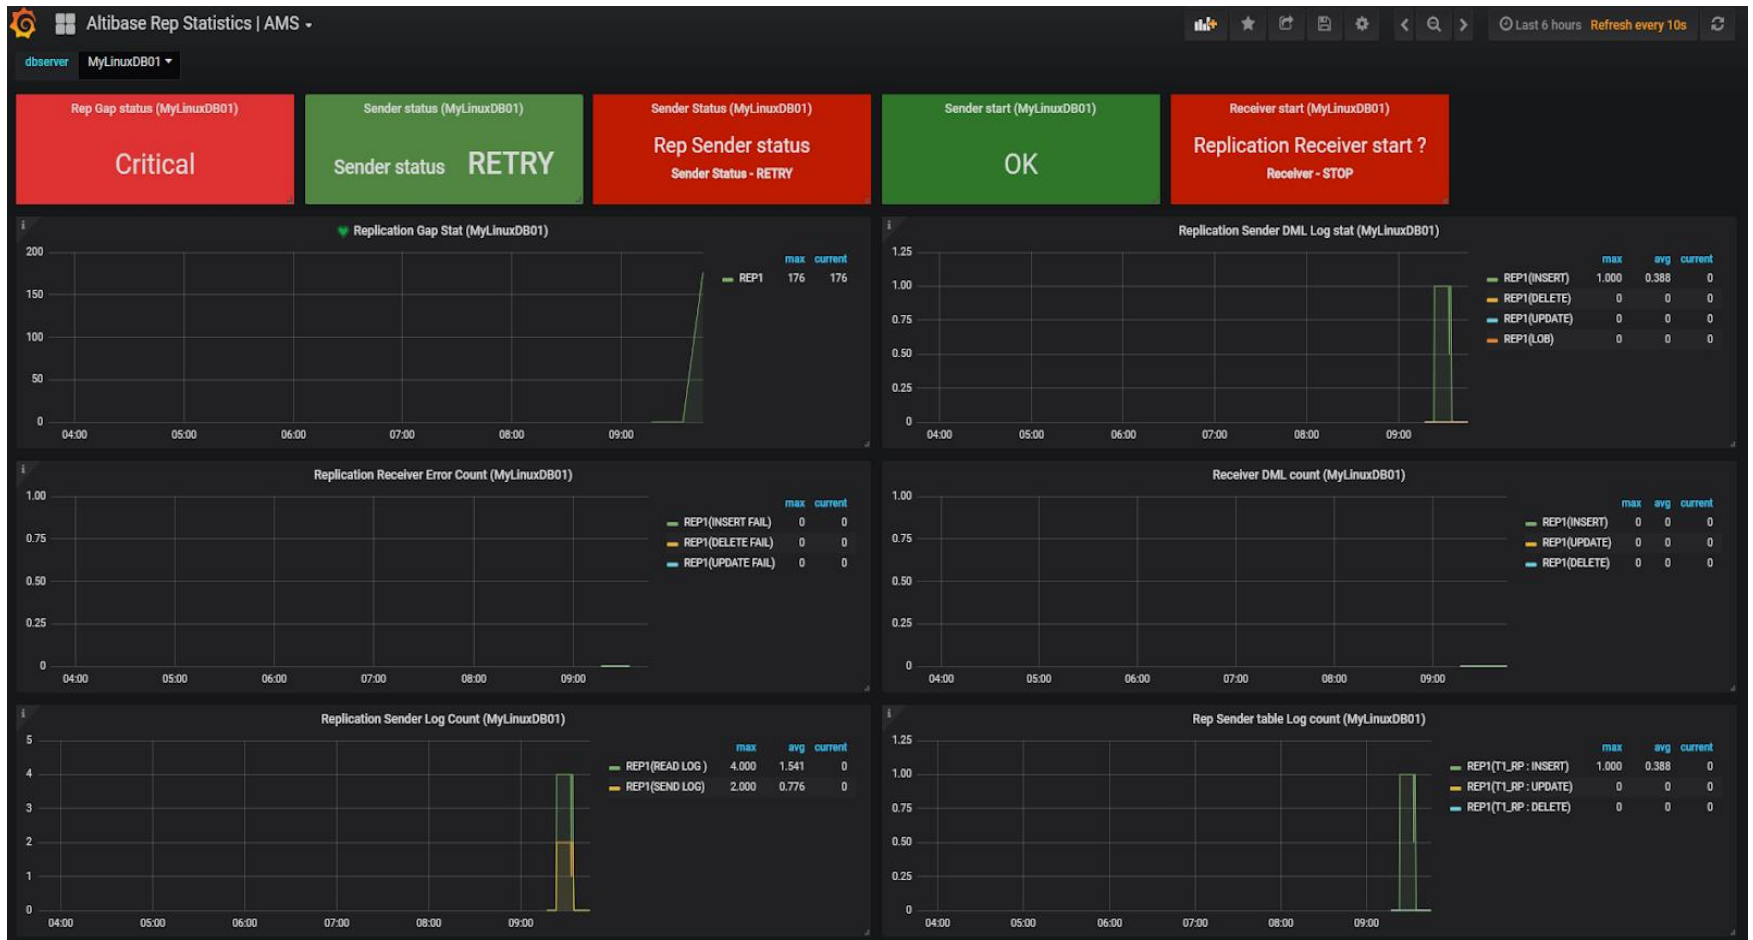 Altibase Rep Statistics | AMS
Last 6 hours Refresh every 10s
dbserver MyLinuxDB01
Rep Gap status (MyLinuxDB01)
Critical
Sender status (MyLinuxDB01)
Sender status RETRY
Sender Status (MyLinuxDB01)
Rep Sender status
Sender Status - RETRY
Sender start (MyLinuxDB01)
OK
Receiver start (MyLinuxDB01)
Replication Receiver start ?
Receiver - STOP
i
Replication Gap Stat (MyLinuxDB01)
200
150
100
50
0
04:00 05:00 06:00 07:00 08:00 09:00
max current
REP1 176 176
i
Replication Sender DML Log stat (MyLinuxDB01)
1.25
1.00
0.75
0.50
0.25
0
04:00 05:00 06:00 07:00 08:00 09:00
max avg current
REP1(INSERT) 1.000 0.388 0
REP1(DELETE) 0 0 0
REP1(UPDATE) 0 0 0
REP1(LOB) 0 0 0
i
Replication Receiver Error Count (MyLinuxDB01)
1.00
0.75
0.50
0.25
0
04:00 05:00 06:00 07:00 08:00 09:00
max current
REP1(INSERT FAIL) 0 0
REP1(DELETE FAIL) 0 0
REP1(UPDATE FAIL) 0 0
Receiver DML count (MyLinuxDB01)
1.00
0.75
0.50
0.25
0
04:00 05:00 06:00 07:00 08:00 09:00
max avg current
REP1(INSERT) 0 0 0
REP1(UPDATE) 0 0 0
REP1(DELETE) 0 0 0
i
Replication Sender Log Count (MyLinuxDB01)
5
4
3
2
1
0
04:00 05:00 06:00 07:00 08:00 09:00
max avg current
REP1(READ LOG ) 4.000 1.541 0
REP1(SEND LOG) 2.000 0.776 0
i
Rep Sender table Log count (MyLinuxDB01)
1.25
1.00
0.75
0.50
0.25
0
04:00 05:00 06:00 07:00 08:00 09:00
max avg current
REP1(T1_RP : INSERT) 1.000 0.388 0
REP1(T1_RP : UPDATE) 0 0 0
REP1(T1_RP : DELETE) 0 0 0